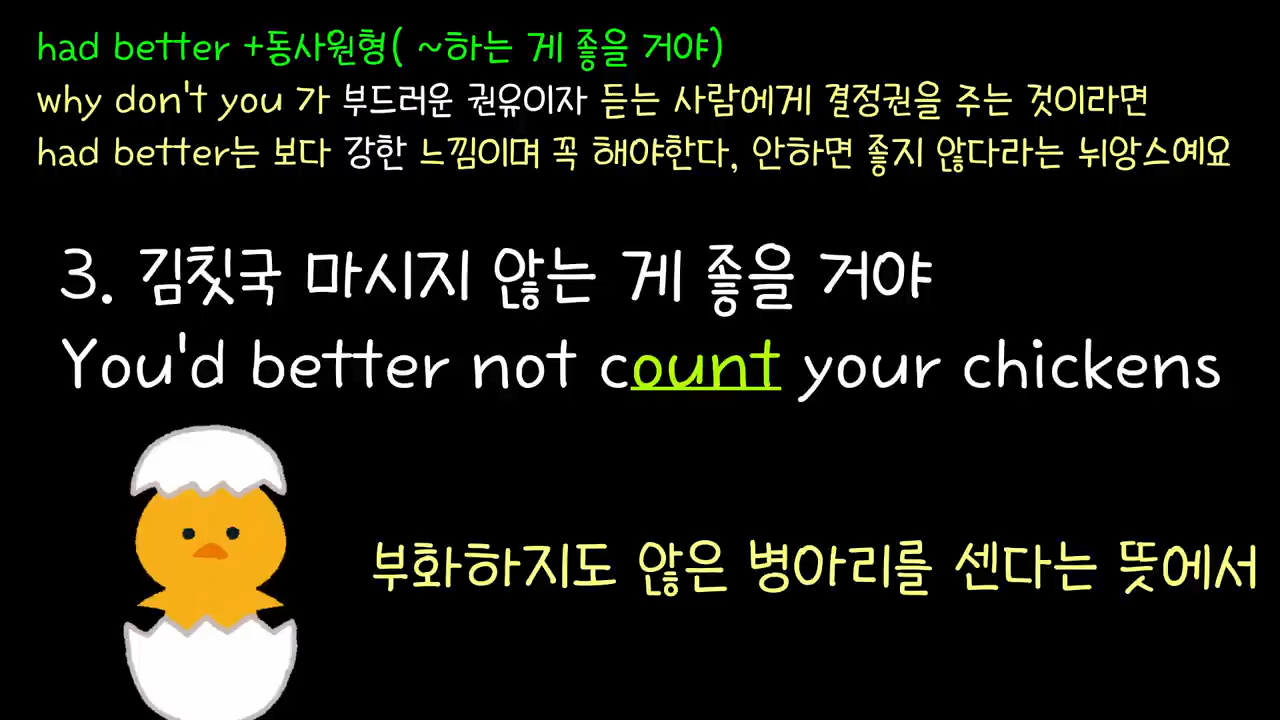 had better +동사원형( ~하는 게 좋을 거야)
why don't you 가 부드러운 권유이자 듣는 사람에게 결정권을 주는 것이라면
had better는 보다 강한 느낌이며 꼭 해야한다, 안하면 좋지 않다라는 뉘앙스예요
3. 김칫국 마시지 않는 게 좋을 거야
You'd better not count your chickens
부화하지도 않은 병아리를 센다는 뜻에서